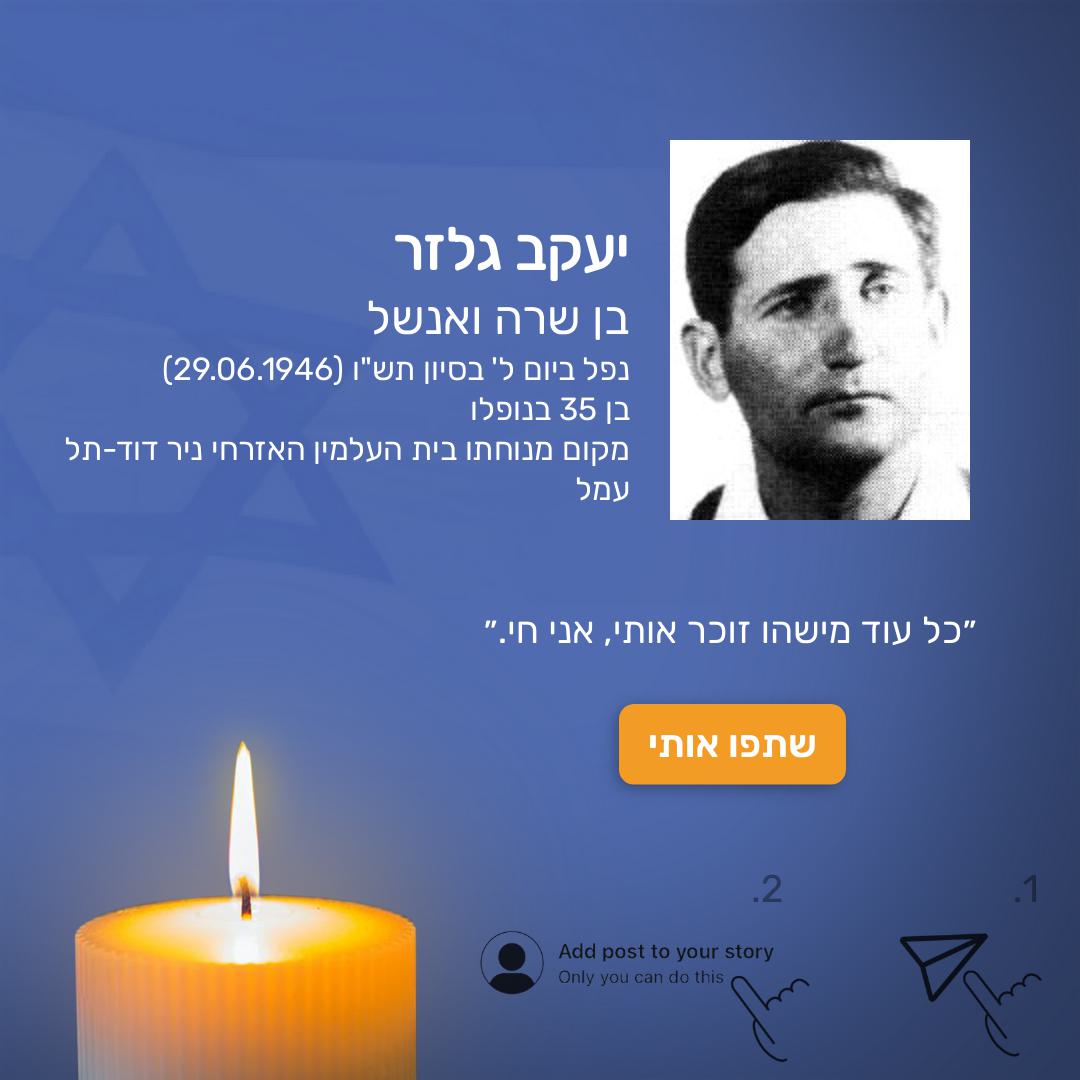 יעקב גלזר
בן שרה ואנשל
נפל ביום ל' בסיון תש"ו (29.06.1946)
בן 35 בנופלו
מקום מנוחתו בית העלמין האזרחי ניר דוד-תל
עמל
״כל עוד מישהו זוכר אותי, אני חי.״
שתפו אותי
.1
.2
Add post to your story
Only you can do this